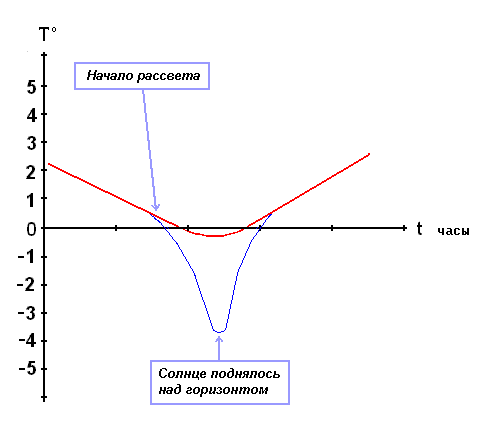 T°
Начало рассвета
5
4
3
2
1
0
t часы
-1
-2
-3
-4
-5
Солнце поднялось
над горизонтом